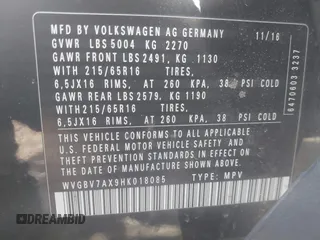 MFD BY VOLKSWAGEN AG GERMANY
11/16
GVWR LBS 5004 KG 2270
GAWR FRONT LBS 2491, KG 1130
WITH 215/65R16 TIRES,
6,5JX16 RIMS, AT 260 KPA, 38 PSI COLD
GAWR REAR LBS 2579, KG 1190
WITH 215/65R16 TIRES,
6,5JX16 RIMS, AT 260 KPA, 38 PSI COLD
THIS VEHICLE CONFORMS TO ALL APPLICABLE
U.S. FEDERAL MOTOR VEHICLE SAFETY AND
THEFT PREVENTION STANDARDS IN EFFECT ON THE
DATE OF MANUFACTURE SHOWN ABOVE.
WVGBV7AX9HK018085 TYPE: MPV
6470603 3237
DREAMBID